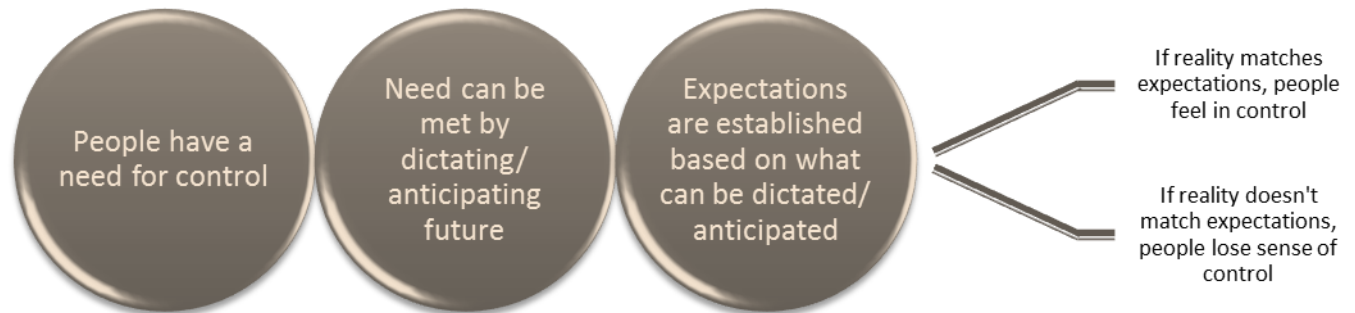 People have a
need for control
Need can be
met by
dictating/
anticipating
future
Expectations
are established
based on what
can be dictated/
anticipated
If reality matches
expectations, people
feel in control
If reality doesn't
match expectations,
people lose sense of
control